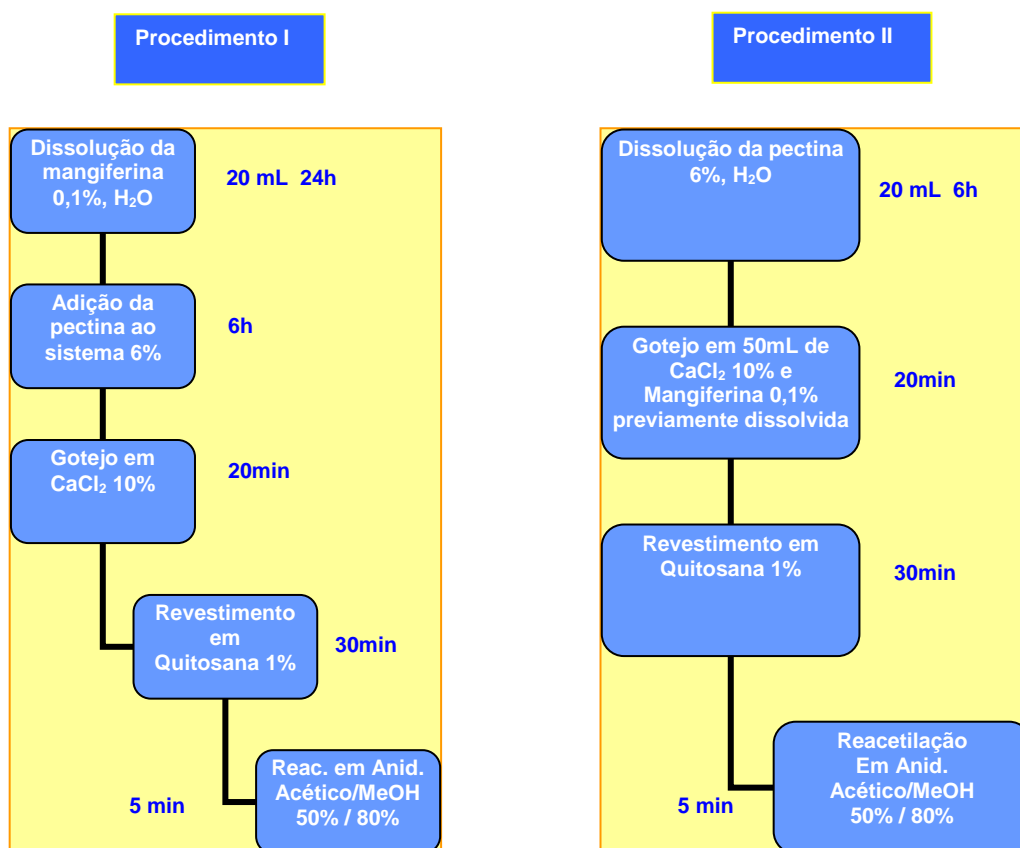 Procedimento I
Dissolução da
mangiferina
0,1%, H₂O
20 mL 24h
Adição da
pectina ao
sistema 6%
6h
Gotejo em
CaCl₂ 10%
20min
Revestimento
em
Quitosana 1%
30min
Reac. em Anid.
Acético/MeOH
50% / 80%
5 min
Procedimento II
Dissolução da pectina
6%, H₂O
20 mL 6h
Gotejo em 50mL de
CaCl₂ 10% e
Mangiferina 0,1%
previamente dissolvida
20min
Revestimento em
Quitosana 1%
30min
Reacetilação
Em Anid.
Acético/MeOH
50% / 80%
5 min